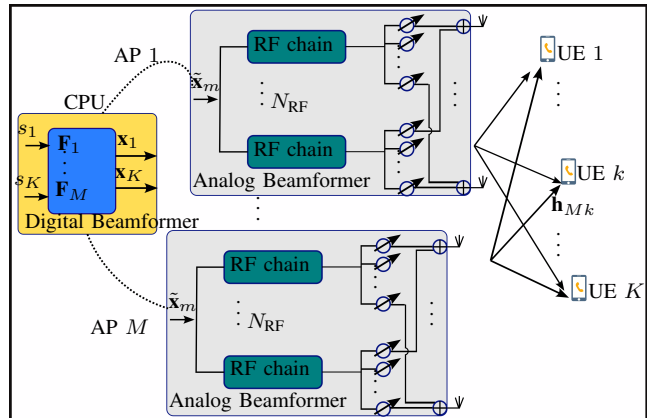 AP 1
CPU
s_1
F_1
⋮
F_M
s_K
x_1
x_K
Digital Beamformer
x̃_m
RF chain
⋮ N_RF
RF chain
Analog Beamformer
⋮
AP M
x̃_m
RF chain
⋮ N_RF
RF chain
Analog Beamformer
UE 1
⋮
UE k
h_Mk
⋮
UE K